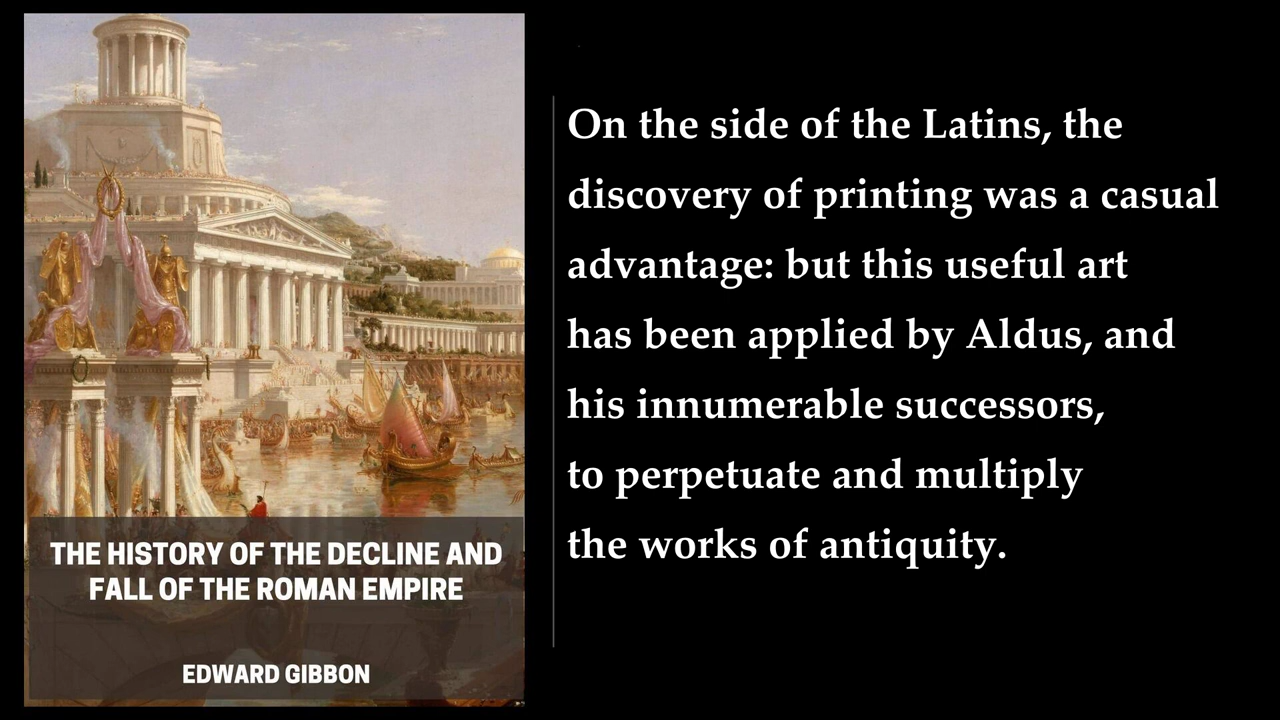 THE HISTORY OF THE DECLINE AND
FALL OF THE ROMAN EMPIRE
EDWARD GIBBON
On the side of the Latins, the
discovery of printing was a casual
advantage: but this useful art
has been applied by Aldus, and
his innumerable successors,
to perpetuate and multiply
the works of antiquity.